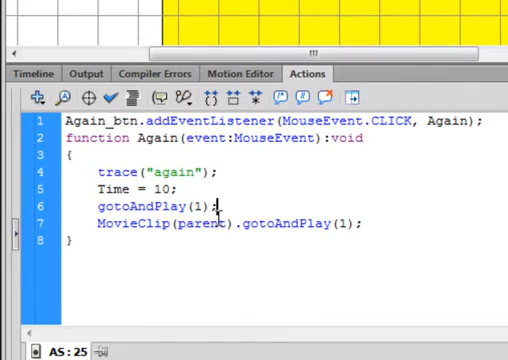 Timeline Output Compiler Errors Motion Editor Actions
1 Again_btn.addEventListener(MouseEvent.CLICK, Again);
2 function Again(event:MouseEvent):void
3 {
4 trace("again");
5 Time = 10;
6 gotoAndPlay(1);
7 MovieClip(parent).gotoAndPlay(1);
8 }
AS: 25